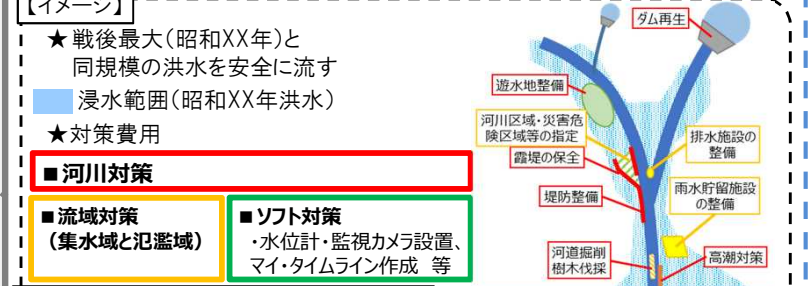 【イメージ】
★戦後最大(昭和XX年)と
同規模の洪水を安全に流す
浸水範囲(昭和XX年洪水)
★対策費用
■河川対策
■流域対策
(集水域と氾濫域)
■ソフト対策
・水位計・監視カメラ設置、
マイ・タイムライン作成 等
ダム再生
遊水地整備
河川区域・災害危
険区域等の指定
霞堤の保全
排水施設の
整備
堤防整備
雨水貯留施設
の整備
河道掘削
樹木伐採
高潮対策